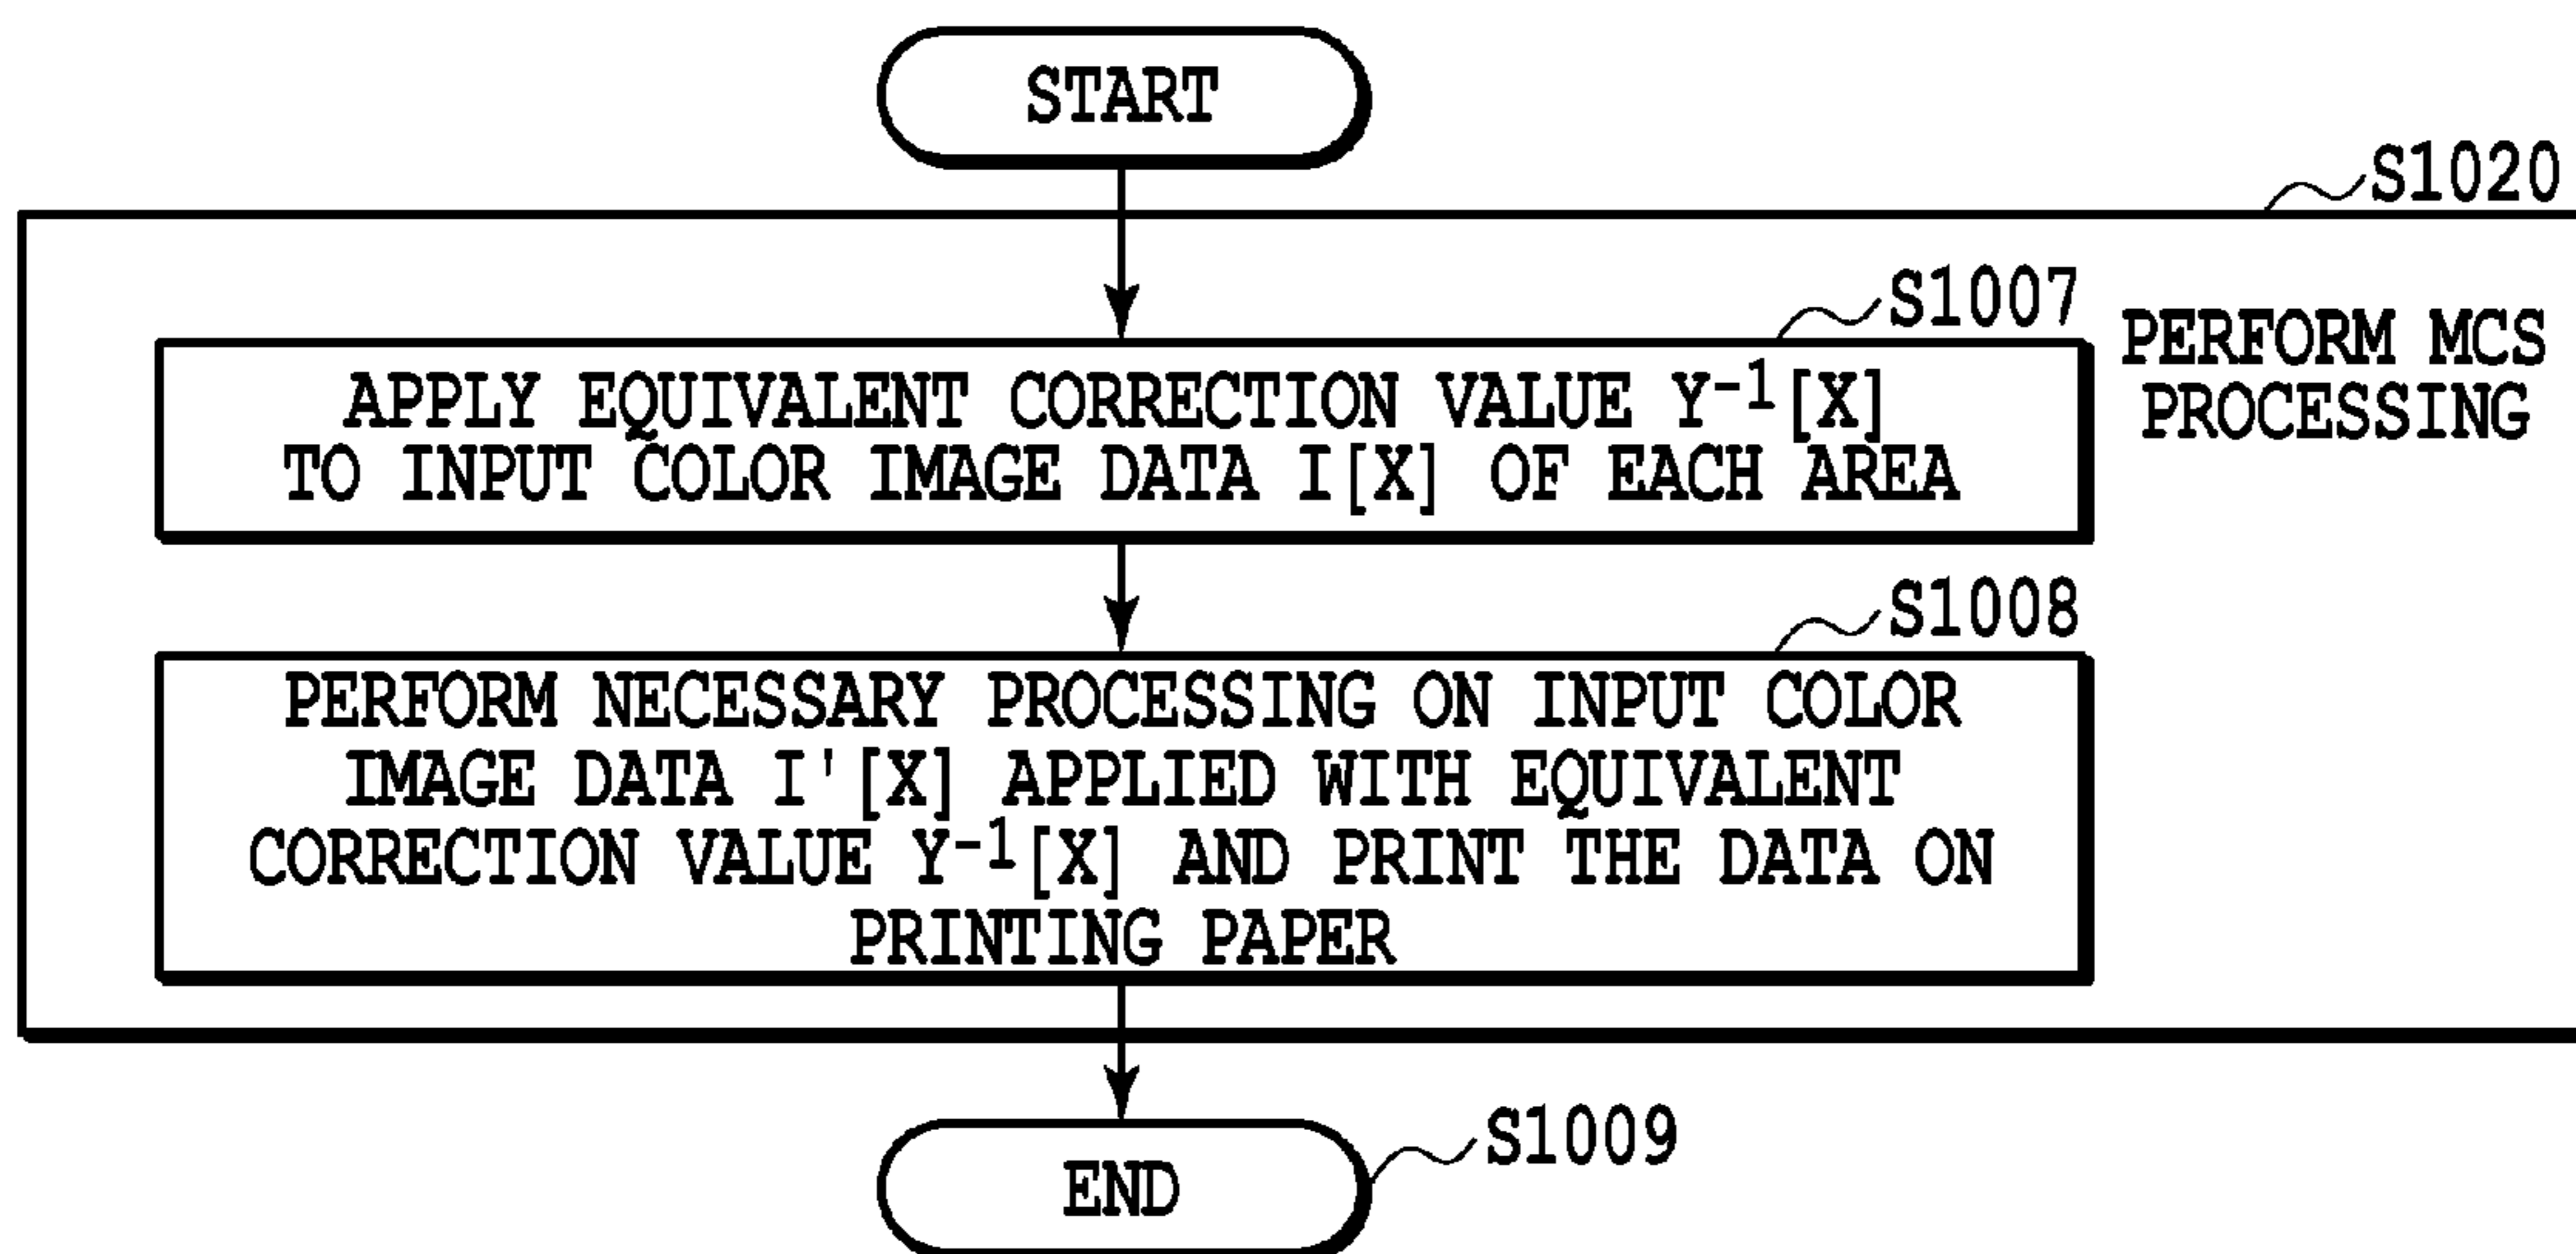 START
S1020
S1007
PERFORM MCS
PROCESSING
APPLY EQUIVALENT CORRECTION VALUE Y⁻¹[X]
TO INPUT COLOR IMAGE DATA I[X] OF EACH AREA
S1008
PERFORM NECESSARY PROCESSING ON INPUT COLOR
IMAGE DATA I'[X] APPLIED WITH EQUIVALENT
CORRECTION VALUE Y⁻¹[X] AND PRINT THE DATA ON
PRINTING PAPER
END
S1009